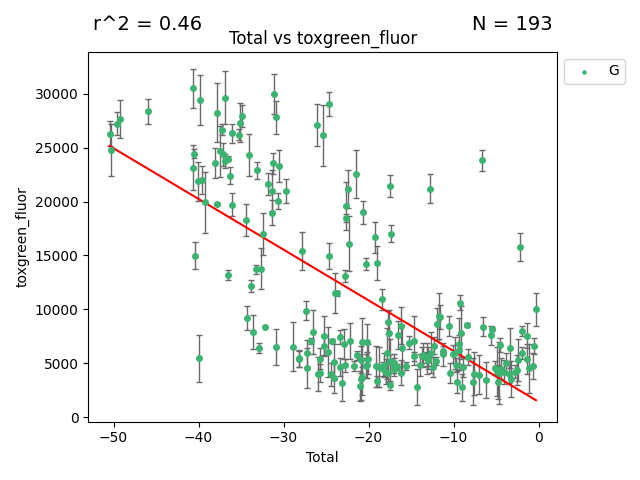 r^2 = 0.46
N = 193
Total vs toxgreen_fluor
G
toxgreen_fluor
30000
25000
20000
15000
10000
5000
0
−50
−40
−30
−20
−10
0
Total